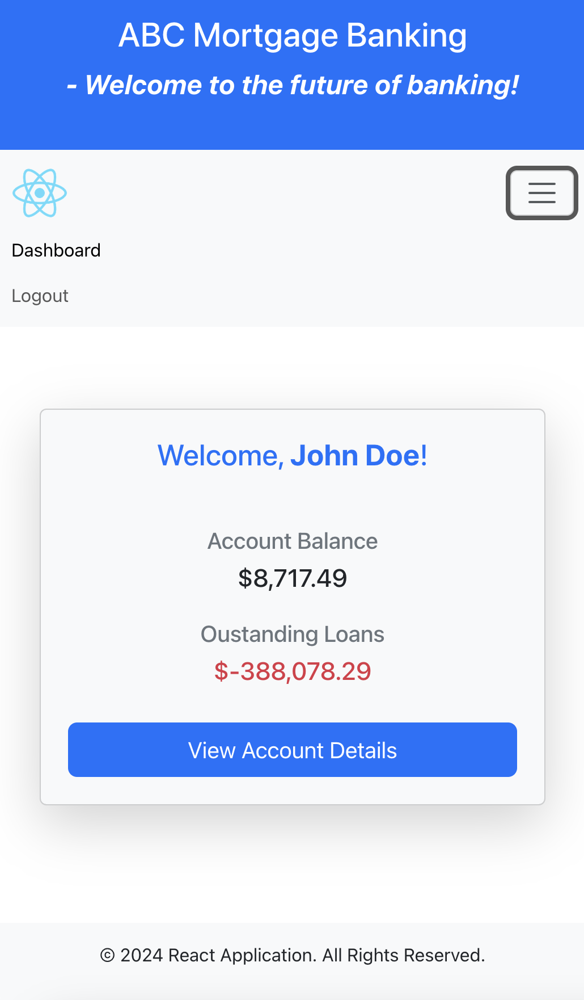 ABC Mortgage Banking
- Welcome to the future of banking!
Dashboard
Logout
Welcome, John Doe!
Account Balance
$8,717.49
Oustanding Loans
$-388,078.29
View Account Details
© 2024 React Application. All Rights Reserved.